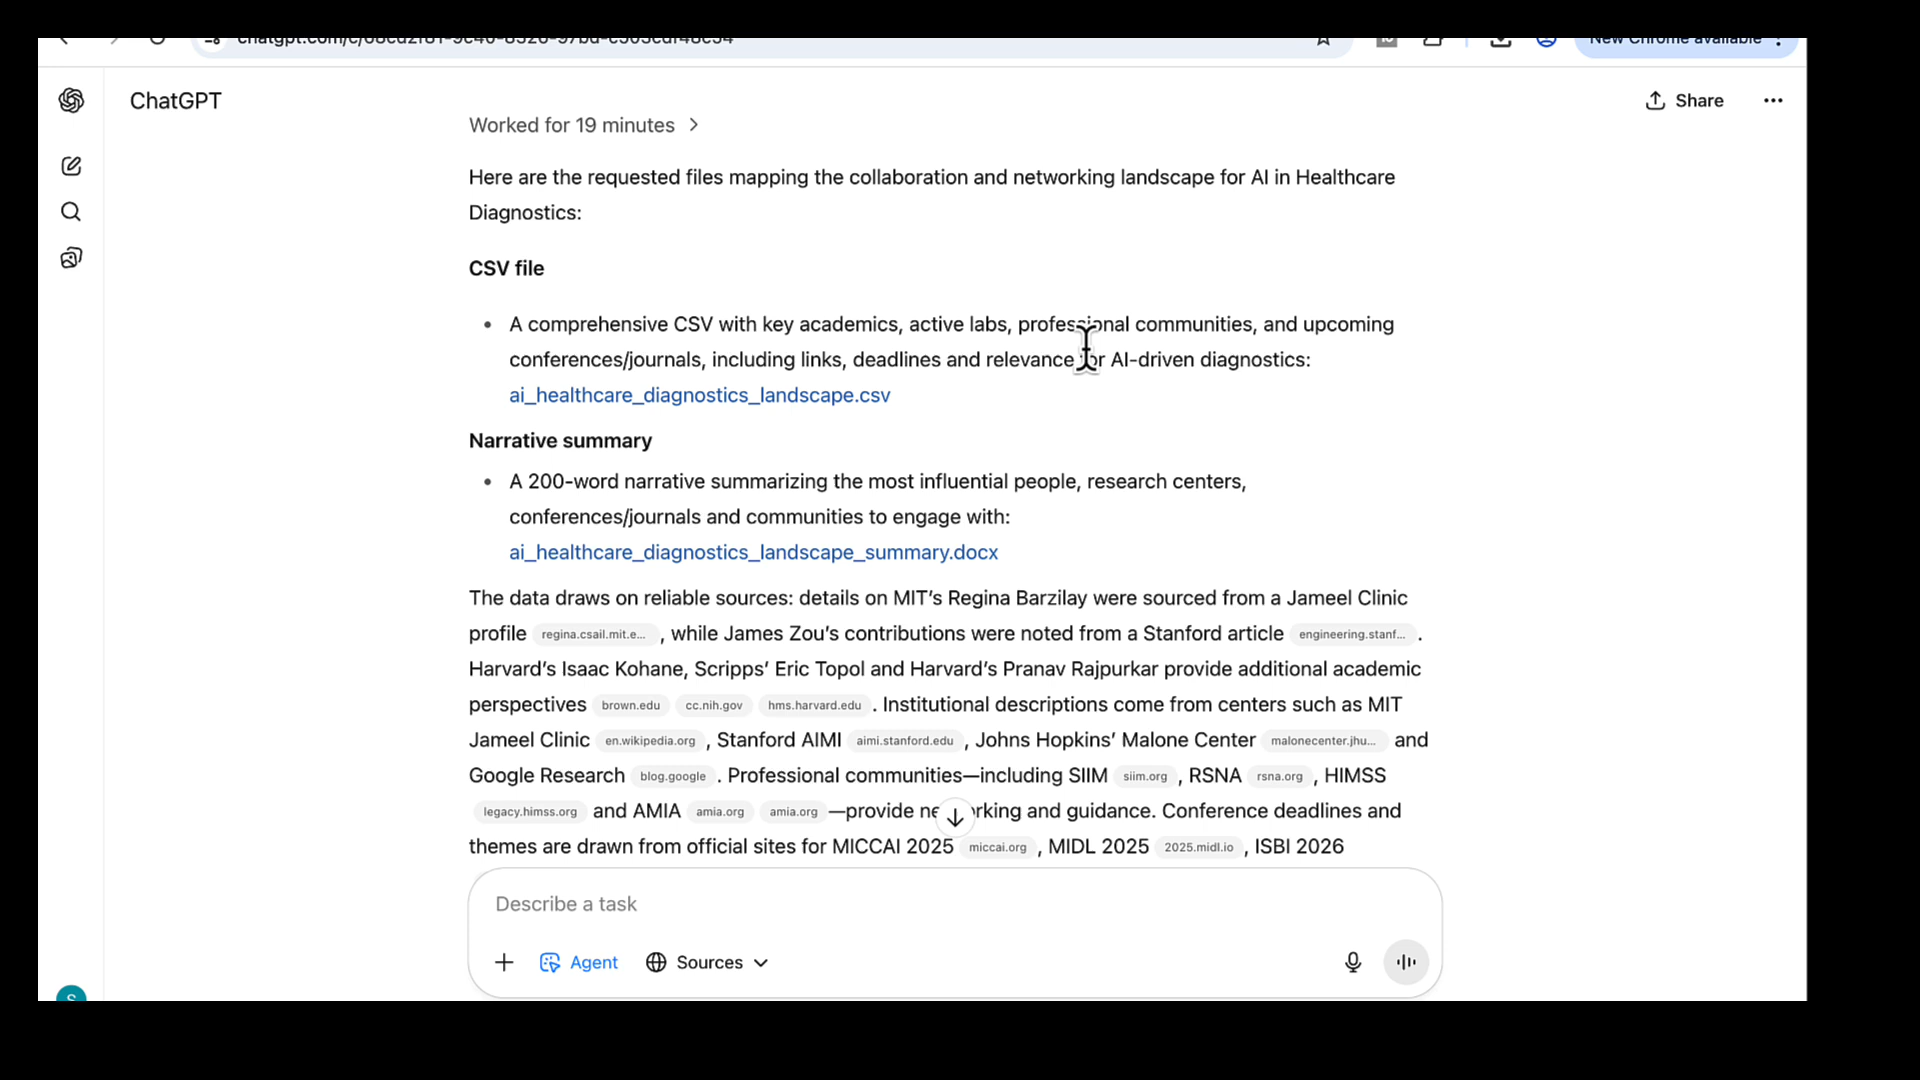 New Chrome available
ChatGPT
Share
Worked for 19 minutes
Here are the requested files mapping the collaboration and networking landscape for AI in Healthcare
Diagnostics:
CSV file
• A comprehensive CSV with key academics, active labs, professional communities, and upcoming
conferences/journals, including links, deadlines and relevance for AI-driven diagnostics:
ai_healthcare_diagnostics_landscape.csv
Narrative summary
• A 200-word narrative summarizing the most influential people, research centers,
conferences/journals and communities to engage with:
ai_healthcare_diagnostics_landscape_summary.docx
The data draws on reliable sources: details on MIT’s Regina Barzilay were sourced from a Jameel Clinic
profile regina.csail.mit.e... , while James Zou’s contributions were noted from a Stanford article engineering.stanf... .
Harvard’s Isaac Kohane, Scripps’ Eric Topol and Harvard’s Pranav Rajpurkar provide additional academic
perspectives brown.edu cc.nih.gov hms.harvard.edu . Institutional descriptions come from centers such as MIT
Jameel Clinic en.wikipedia.org , Stanford AIMI aimi.stanford.edu , Johns Hopkins’ Malone Center malonecenter.jhu... and
Google Research blog.google . Professional communities—including SIIM siim.org , RSNA rsna.org , HIMSS
legacy.himss.org and AMIA amia.org amia.org —provide networking and guidance. Conference deadlines and
themes are drawn from official sites for MICCAI 2025 miccai.org , MIDL 2025 2025.midl.io , ISBI 2026
Describe a task
Agent Sources
S